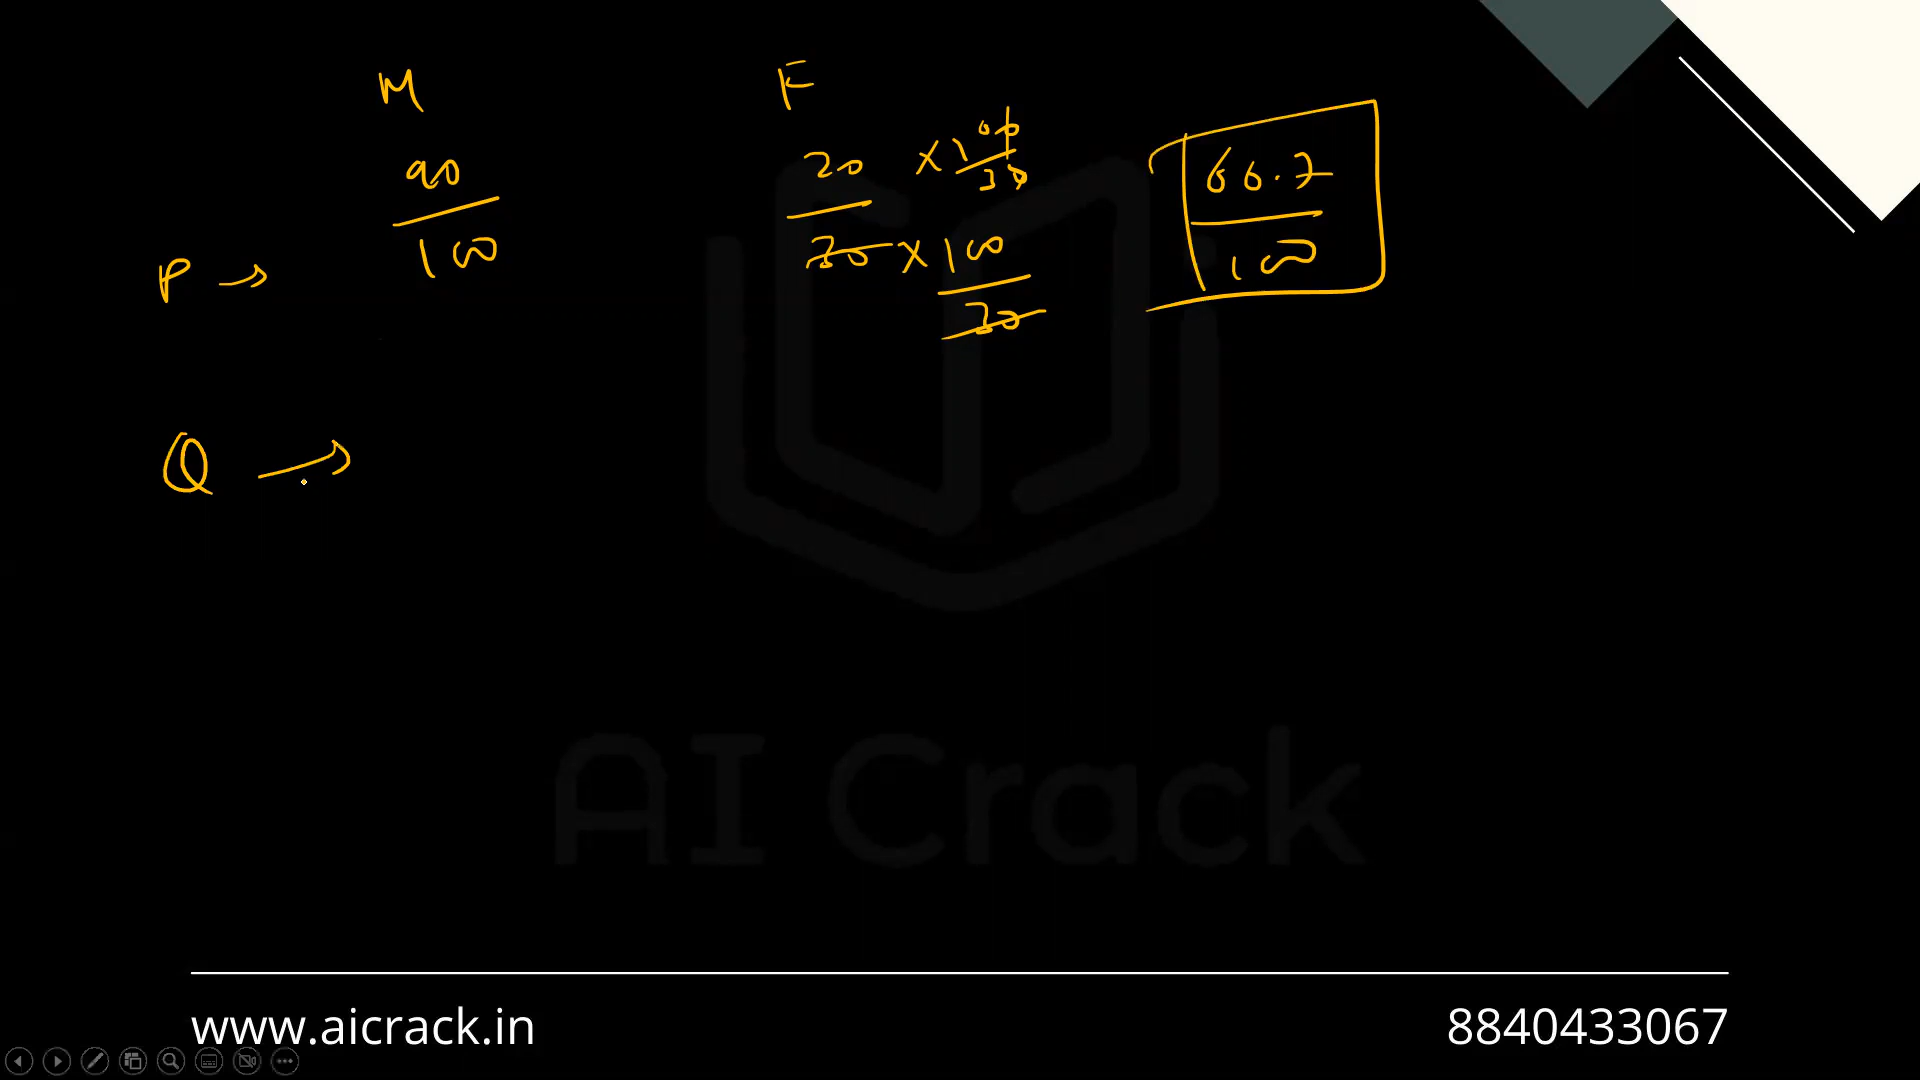 M F
P → 90/100 20/30 × 100/30 × 100/30 66.7/100
Q →
AI Crack
www.aicrack.in 8840433067